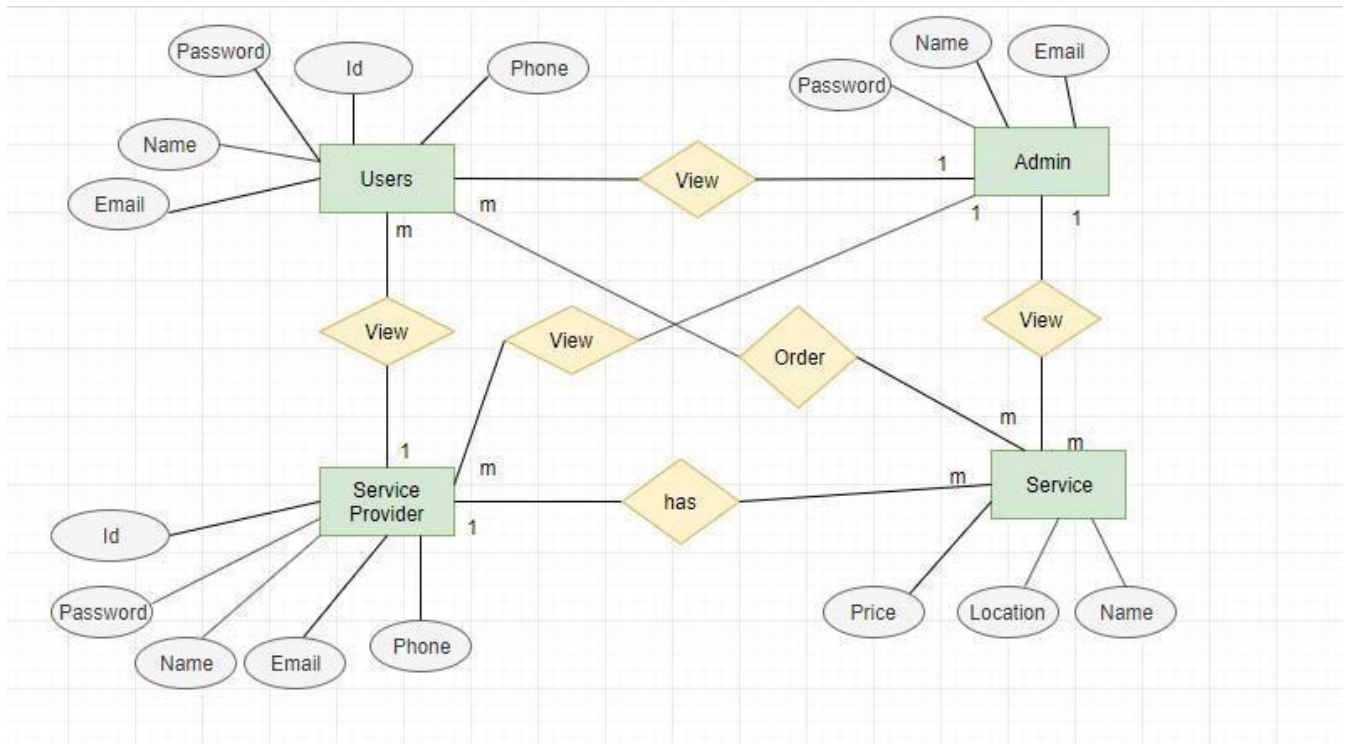 Password
Id
Phone
Name
Email
Users
Name
Email
Password
Admin
View
1
m
m
1
1
View
View
Order
View
1
m
m
m
Service
Provider
1
has
m
Service
Id
Password
Name
Email
Phone
Price
Location
Name